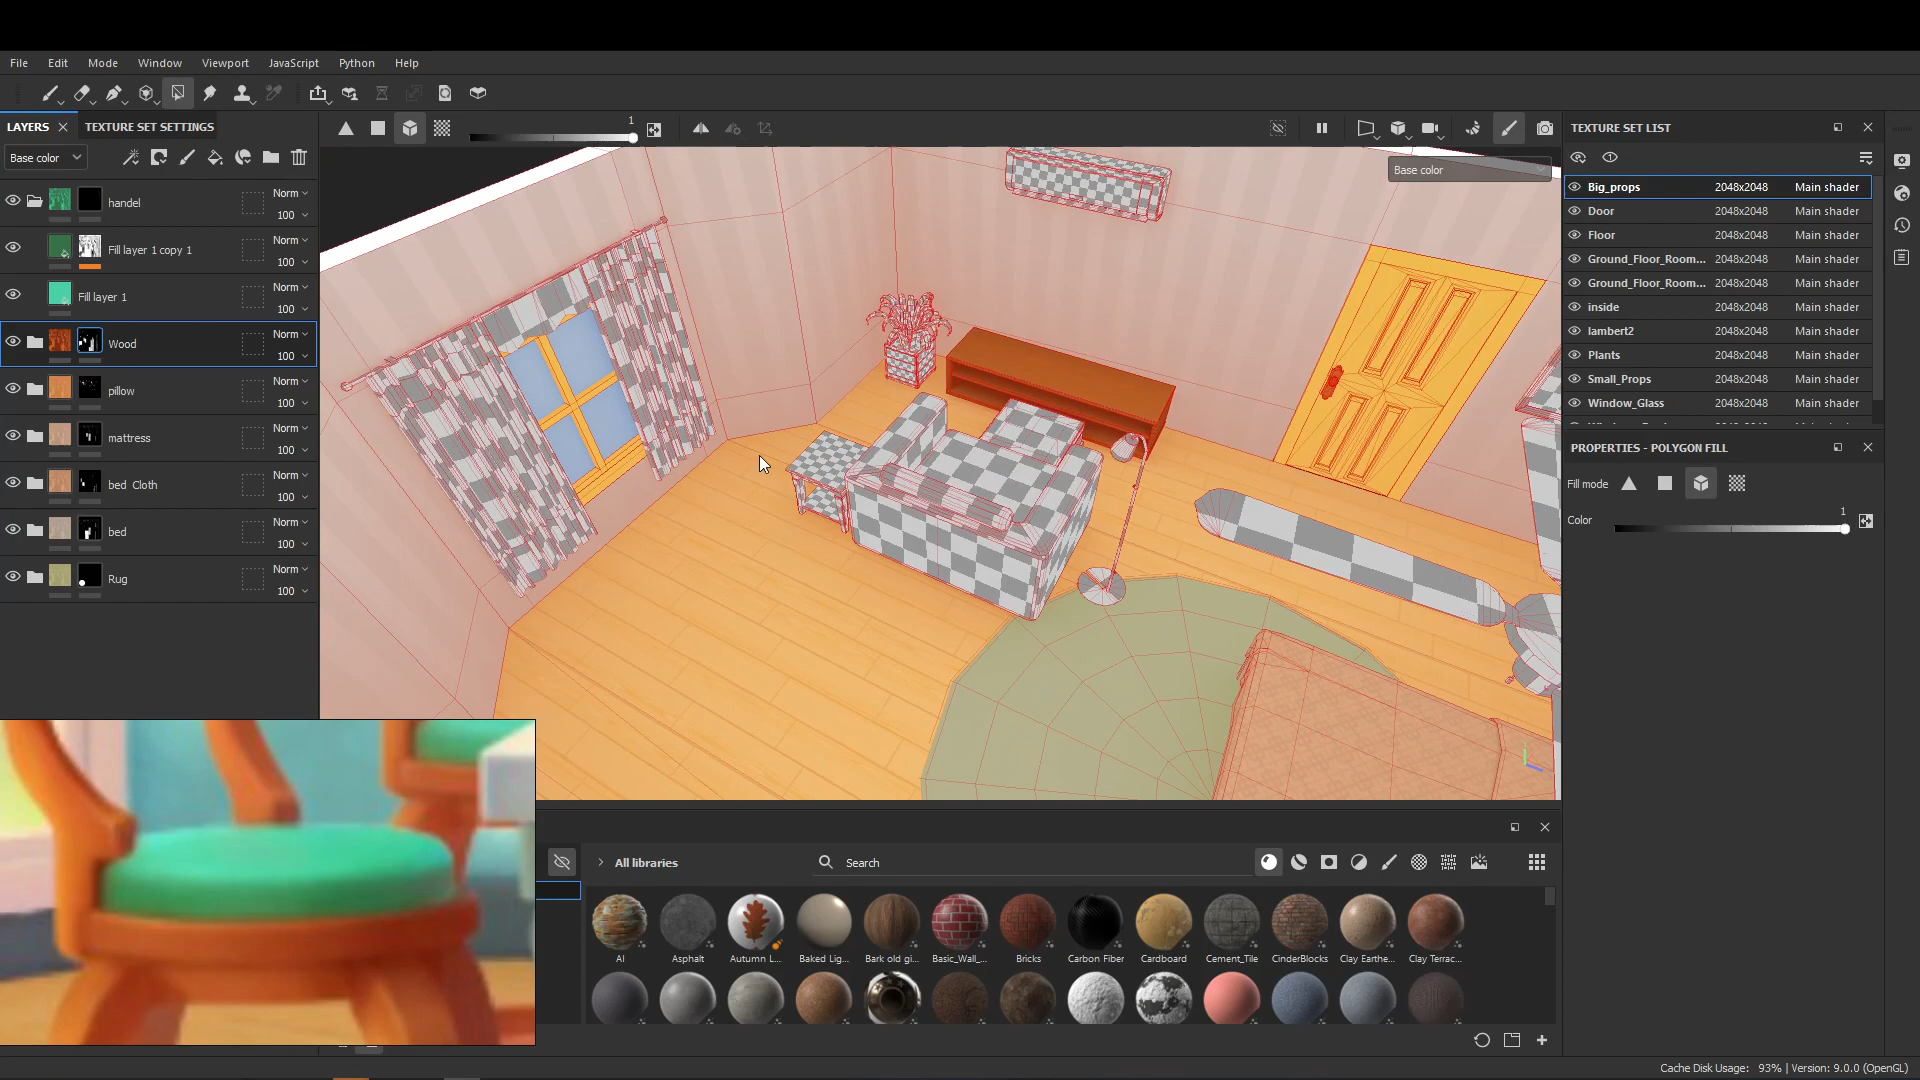 File Edit Mode Window Viewport JavaScript Python Help
LAYERS TEXTURE SET SETTINGS
1
TEXTURE SET LIST
Base color
Base color
handel Norm 100
Fill layer 1 copy 1 Norm 100
Fill layer 1 Norm 100
Wood Norm 100
pillow Norm 100
mattress Norm 100
bed Cloth Norm 100
bed Norm 100
Rug Norm 100
Big_props 2048x2048 Main shader
Door 2048x2048 Main shader
Floor 2048x2048 Main shader
Ground_Floor_Room... 2048x2048 Main shader
Ground_Floor_Room... 2048x2048 Main shader
inside 2048x2048 Main shader
lambert2 2048x2048 Main shader
Plants 2048x2048 Main shader
Small_Props 2048x2048 Main shader
Window_Glass 2048x2048 Main shader
PROPERTIES - POLYGON FILL
Fill mode
Color 1
All libraries Search
AI Asphalt Autumn L... Baked Lig... Bark old gi... Basic_Wall_... Bricks Carbon Fiber Cardboard Cement_Tile CinderBlocks Clay Earthe... Clay Terrac...
Cache Disk Usage: 93% | Version: 9.0.0 (OpenGL)